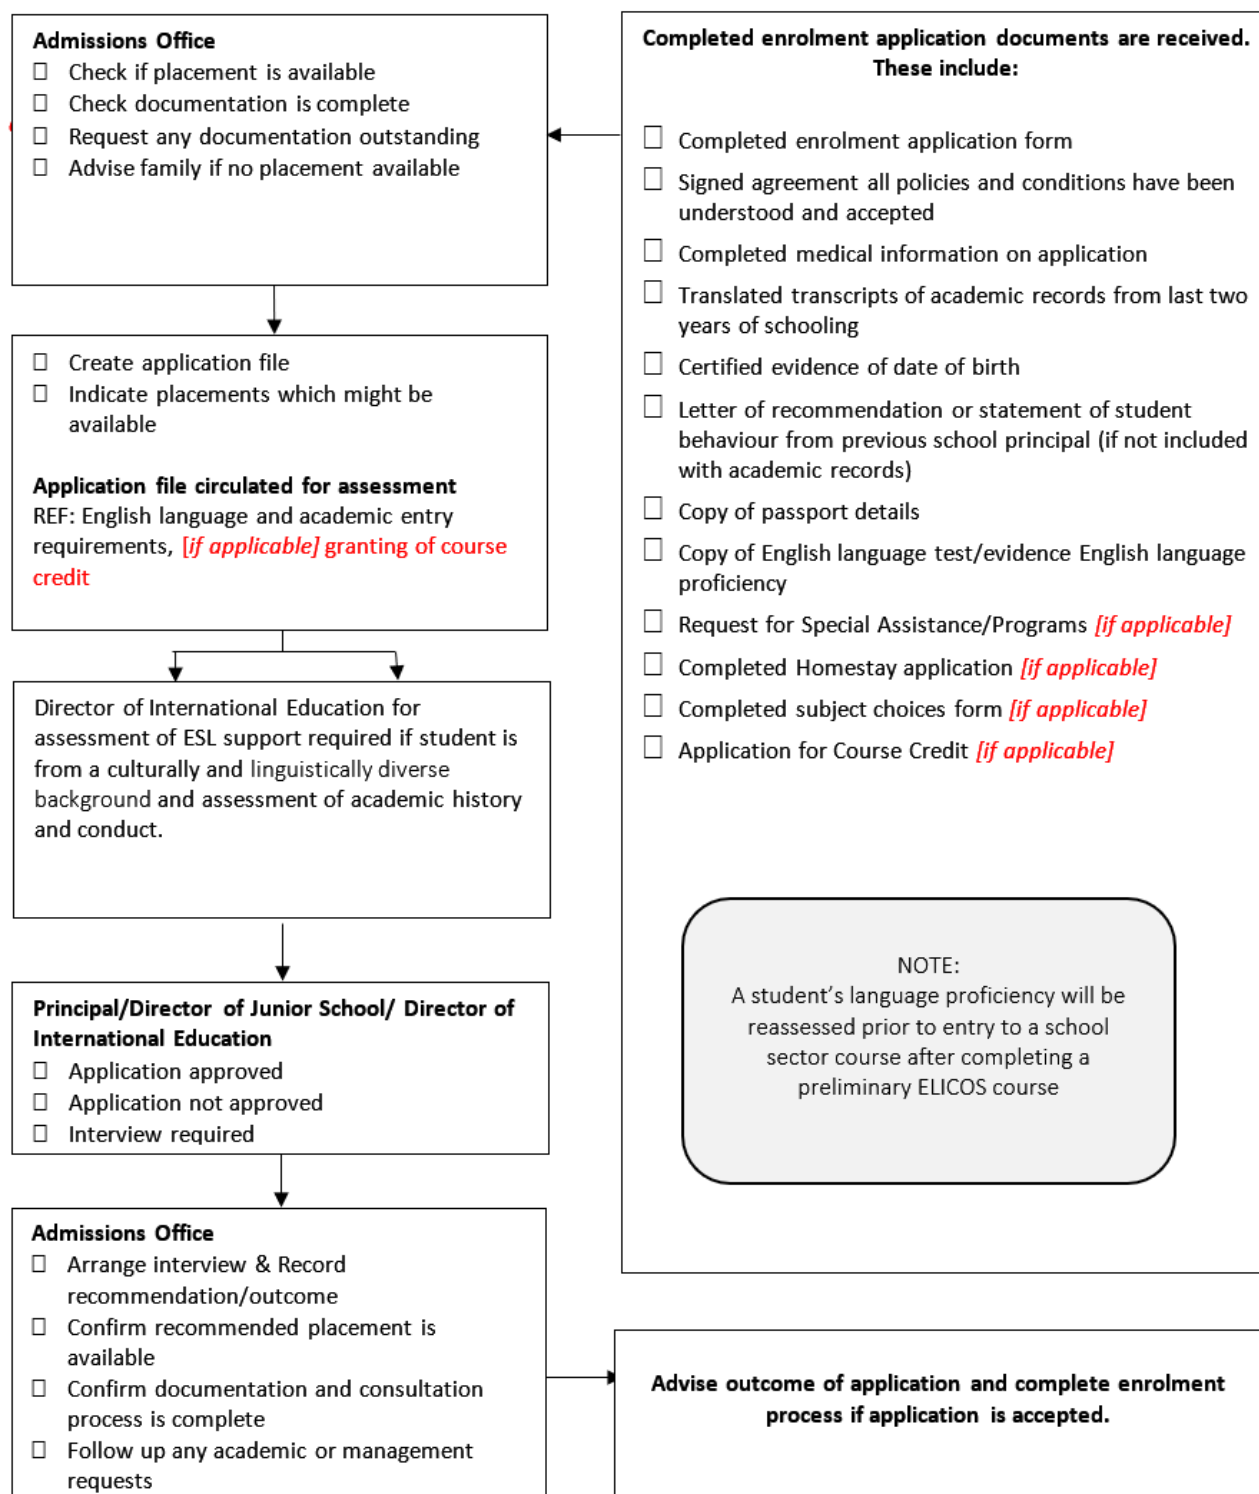 Admissions Office
☐ Check if placement is available
☐ Check documentation is complete
☐ Request any documentation outstanding
☐ Advise family if no placement available
☐ Create application file
☐ Indicate placements which might be
available
Application file circulated for assessment
REF: English language and academic entry
requirements, [if applicable] granting of course
credit
Director of International Education for
assessment of ESL support required if student is
from a culturally and linguistically diverse
background and assessment of academic history
and conduct.
Principal/Director of Junior School/ Director of
International Education
☐ Application approved
☐ Application not approved
☐ Interview required
Admissions Office
☐ Arrange interview & Record
recommendation/outcome
☐ Confirm recommended placement is
available
☐ Confirm documentation and consultation
process is complete
☐ Follow up any academic or management
requests
Completed enrolment application documents are received.
These include:
☐ Completed enrolment application form
☐ Signed agreement all policies and conditions have been
understood and accepted
☐ Completed medical information on application
☐ Translated transcripts of academic records from last two
years of schooling
☐ Certified evidence of date of birth
☐ Letter of recommendation or statement of student
behaviour from previous school principal (if not included
with academic records)
☐ Copy of passport details
☐ Copy of English language test/evidence English language
proficiency
☐ Request for Special Assistance/Programs [if applicable]
☐ Completed Homestay application [if applicable]
☐ Completed subject choices form [if applicable]
☐ Application for Course Credit [if applicable]
NOTE:
A student’s language proficiency will be
reassessed prior to entry to a school
sector course after completing a
preliminary ELICOS course
Advise outcome of application and complete enrolment
process if application is accepted.